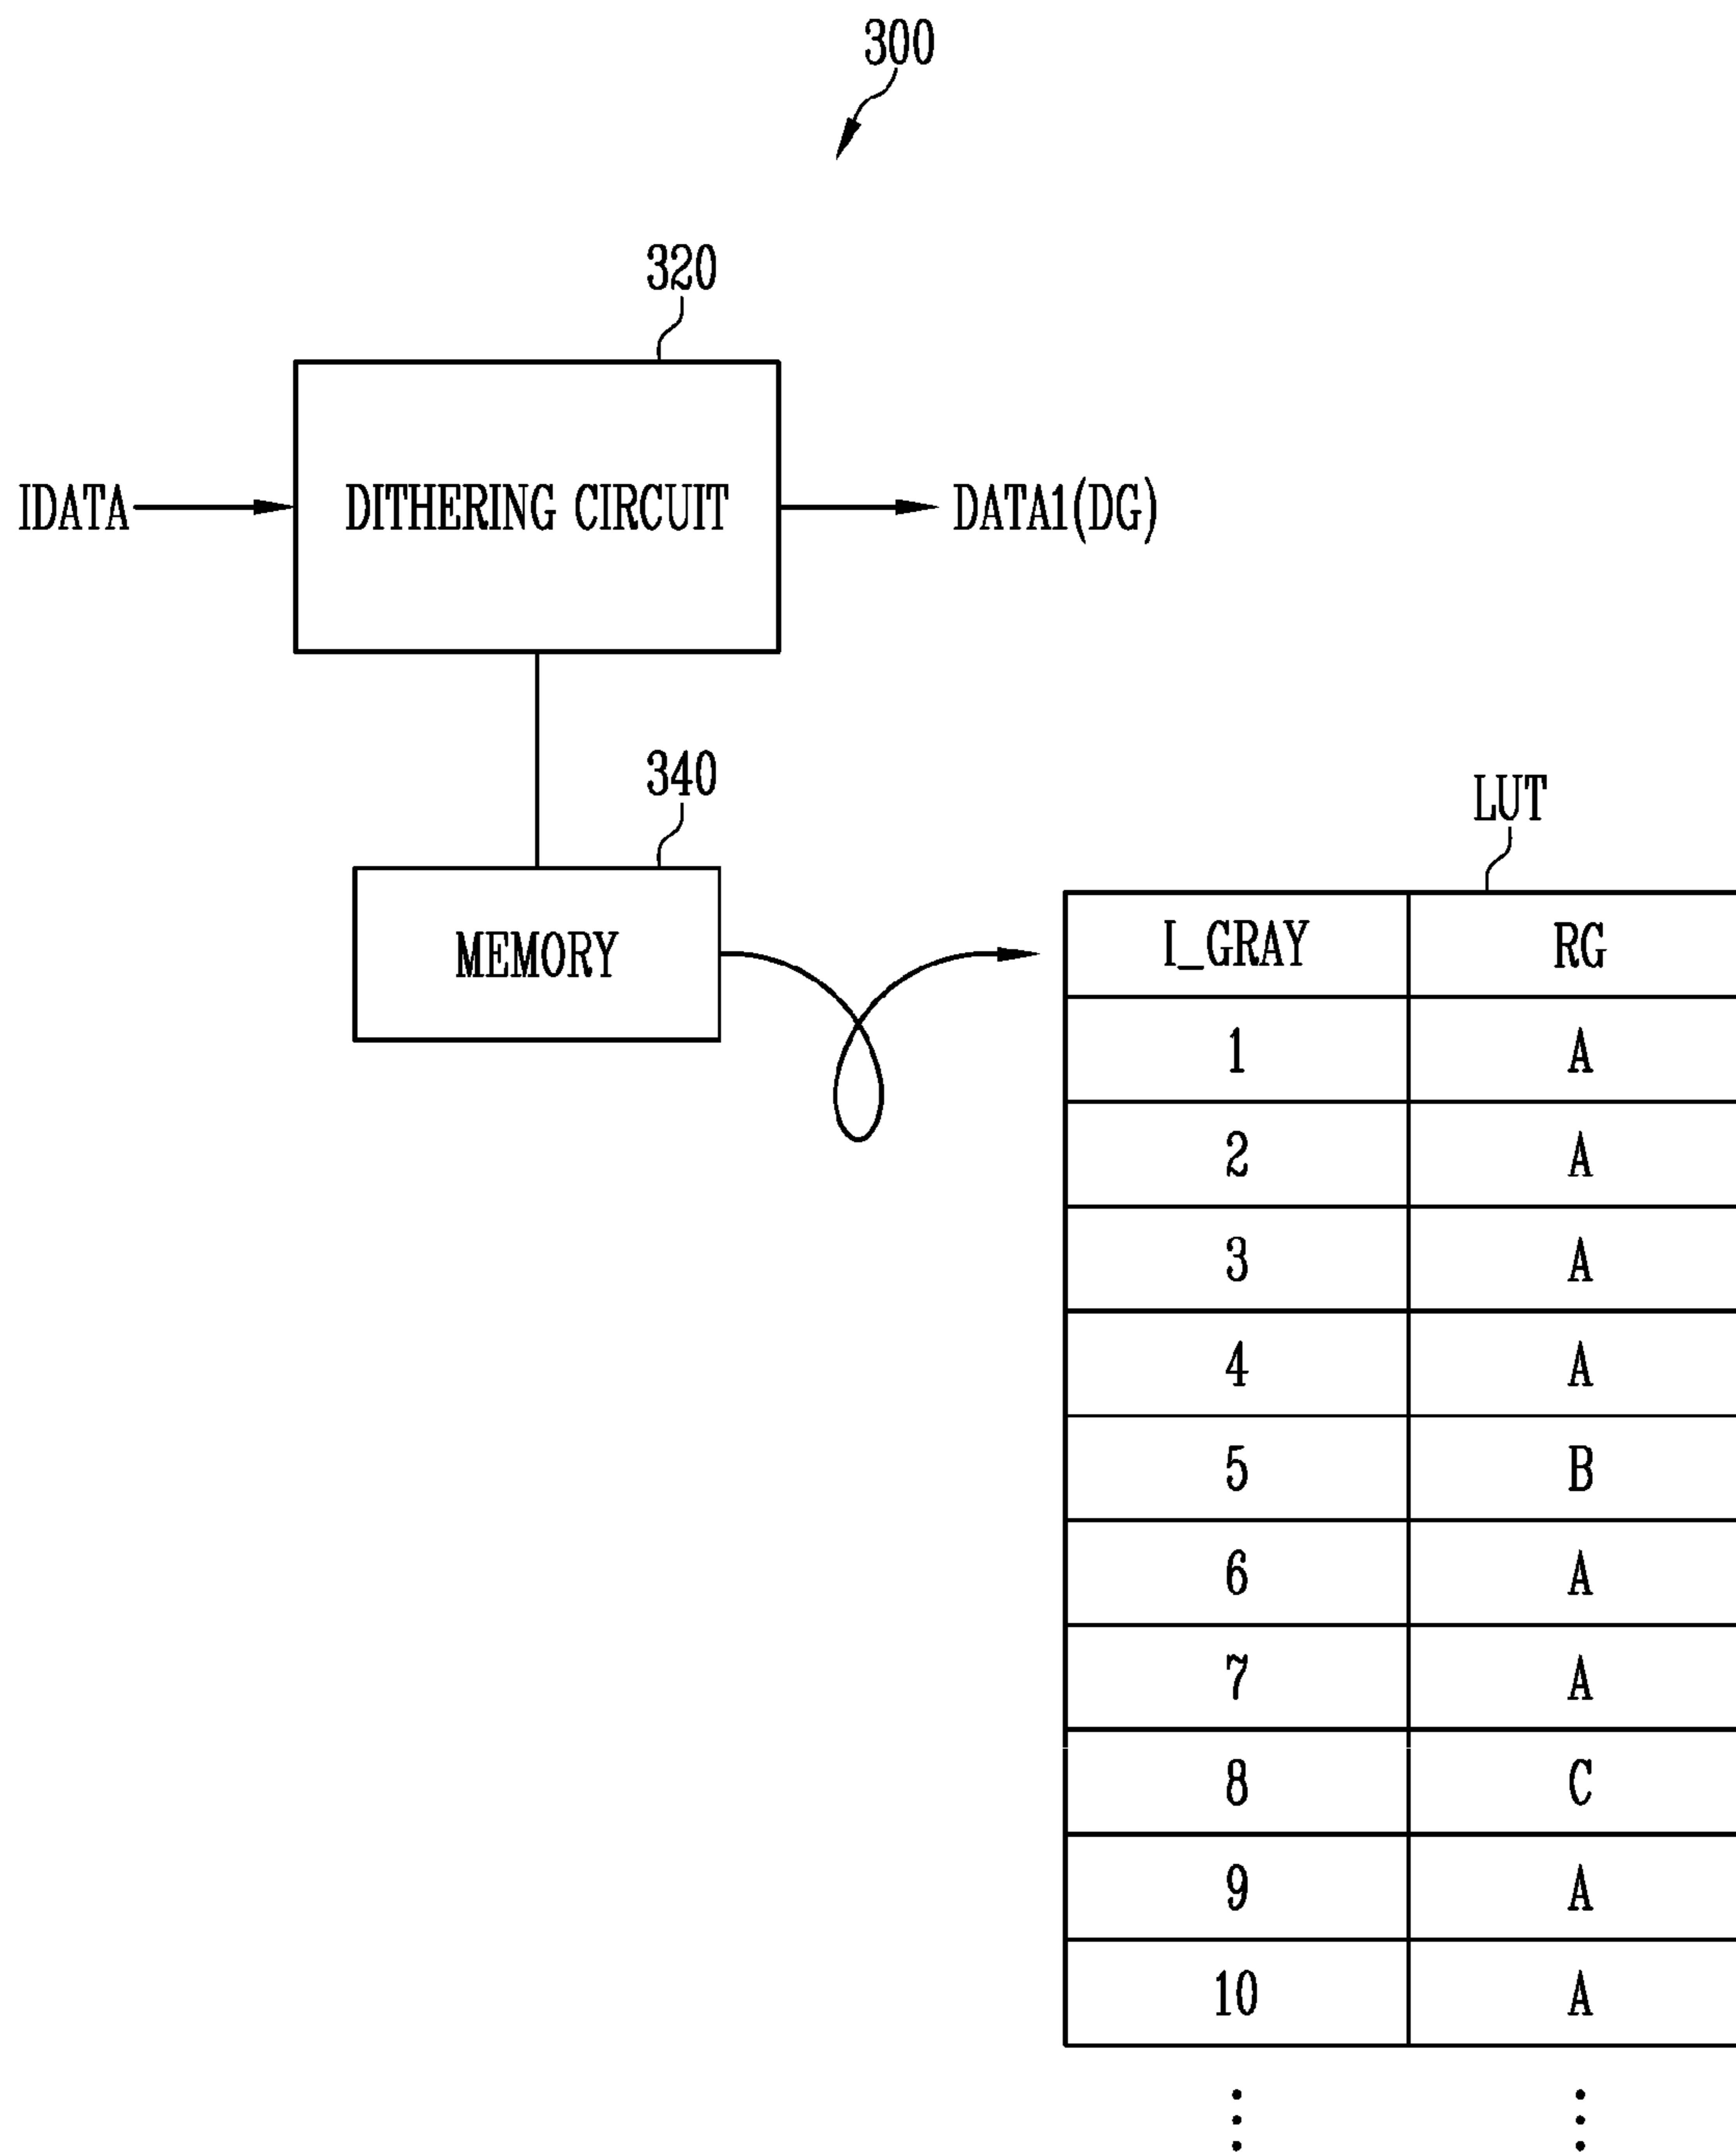 300
320
IDATA DITHERING CIRCUIT DATA1(DG)
340
MEMORY
LUT
I_GRAY RG
1 A
2 A
3 A
4 A
5 B
6 A
7 A
8 C
9 A
10 A
⋮ ⋮